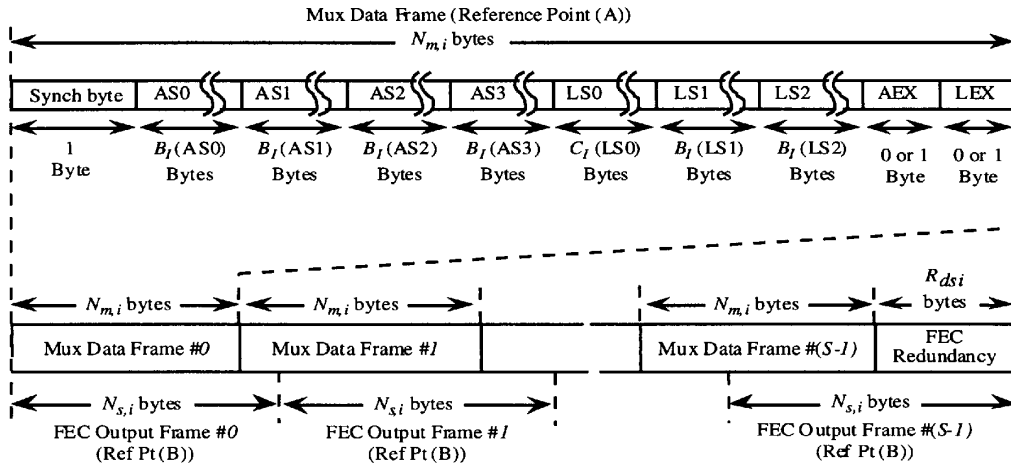 Mux Data Frame (Reference Point (A))
N_{m,i} bytes
Synch byte AS0 AS1 AS2 AS3 LS0 LS1 LS2 AEX LEX
1 B_I (AS0) B_I (AS1) B_I (AS2) B_I (AS3) C_I (LS0) B_I (LS1) B_I (LS2) 0 or 1 0 or 1
Byte Bytes Bytes Bytes Bytes Bytes Bytes Bytes Byte Byte
R_{dsi}
N_{m,i} bytes N_{m,i} bytes N_{m,i} bytes bytes
Mux Data Frame #0 Mux Data Frame #1 Mux Data Frame #(S-1) FEC
Redundancy
N_{s,i} bytes N_{s,i} bytes N_{s,i} bytes
FEC Output Frame #0 FEC Output Frame #1 FEC Output Frame #(S-1)
(Ref Pt (B)) (Ref Pt (B)) (Ref Pt (B))